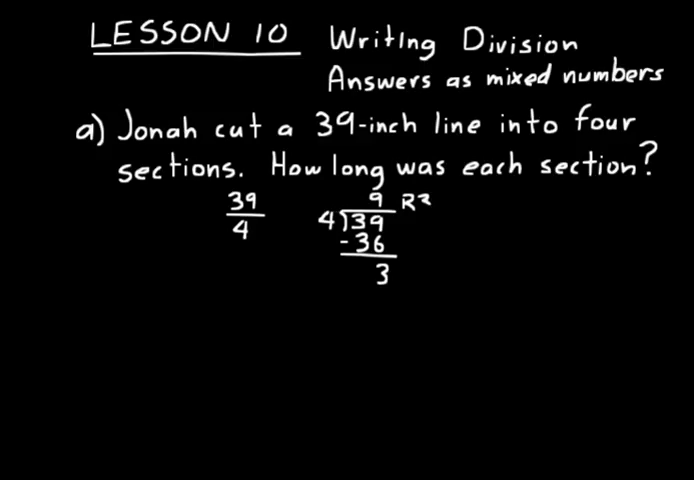 LESSON 10 Writing Division
Answers as mixed numbers
a) Jonah cut a 39-inch line into four
sections. How long was each section?
39
4
9 R3
4)39
-36
3